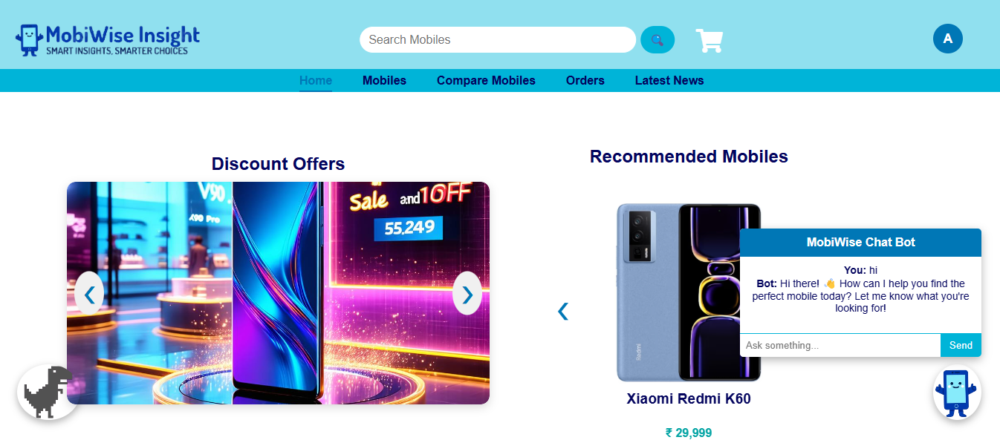 MobiWise Insight
SMART INSIGHTS, SMARTER CHOICES
Search Mobiles
A
Home
Mobiles
Compare Mobiles
Orders
Latest News
Discount Offers
V90
X90 Pro
Sale and 1OFF
55,249
Recommended Mobiles
Redmi
Xiaomi Redmi K60
₹ 29,999
MobiWise Chat Bot
You: hi
Bot: Hi there! 👋 How can I help you find the
perfect mobile today? Let me know what you're
looking for!
Ask something...
Send